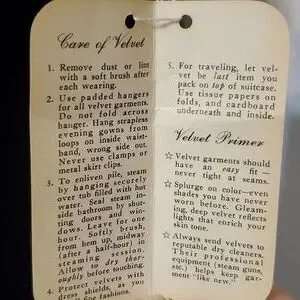 Care of Velvet
1. Remove dust or lint
with a soft brush after
each wearing.
2. Use padded hangers
for all velvet garments.
Do not fold across
hanger. Hang strapless
evening gowns from
loops on inside waist-
band, wrong side out.
Never use clamps or
metal skirt clips.
3. To enliven pile, steam
by hanging securely
over tub filled with hot
water. Seal steam in-
side bathroom by shut-
ting doors and win-
dows. Leave for one
hour. Softly, brush,
from hem up, midway
(after a half-hour) in
steaming session.
Allow to dry thor-
oughly before touching.
4. Protect velvets with
dress shields, as you
fine fashions.
5. For traveling, let vel-
vet be last item you
pack on top of suitcase.
Use tissue papers on
folds, and cardboard
underneath and inside.
Velvet Primer
☆ Velvet garments should
have an easy fit—
never tight at seams.
☆ Splurge on color—even
shades you have never
worn before. Gleam-
ing, deep velvet reflects
lights that enrich your
skin tone.
☆ Always send velvets to
reputable dry cleaners.
Their professional
equipment (steam guns,
etc.) helps keep gar-
ment "like new."